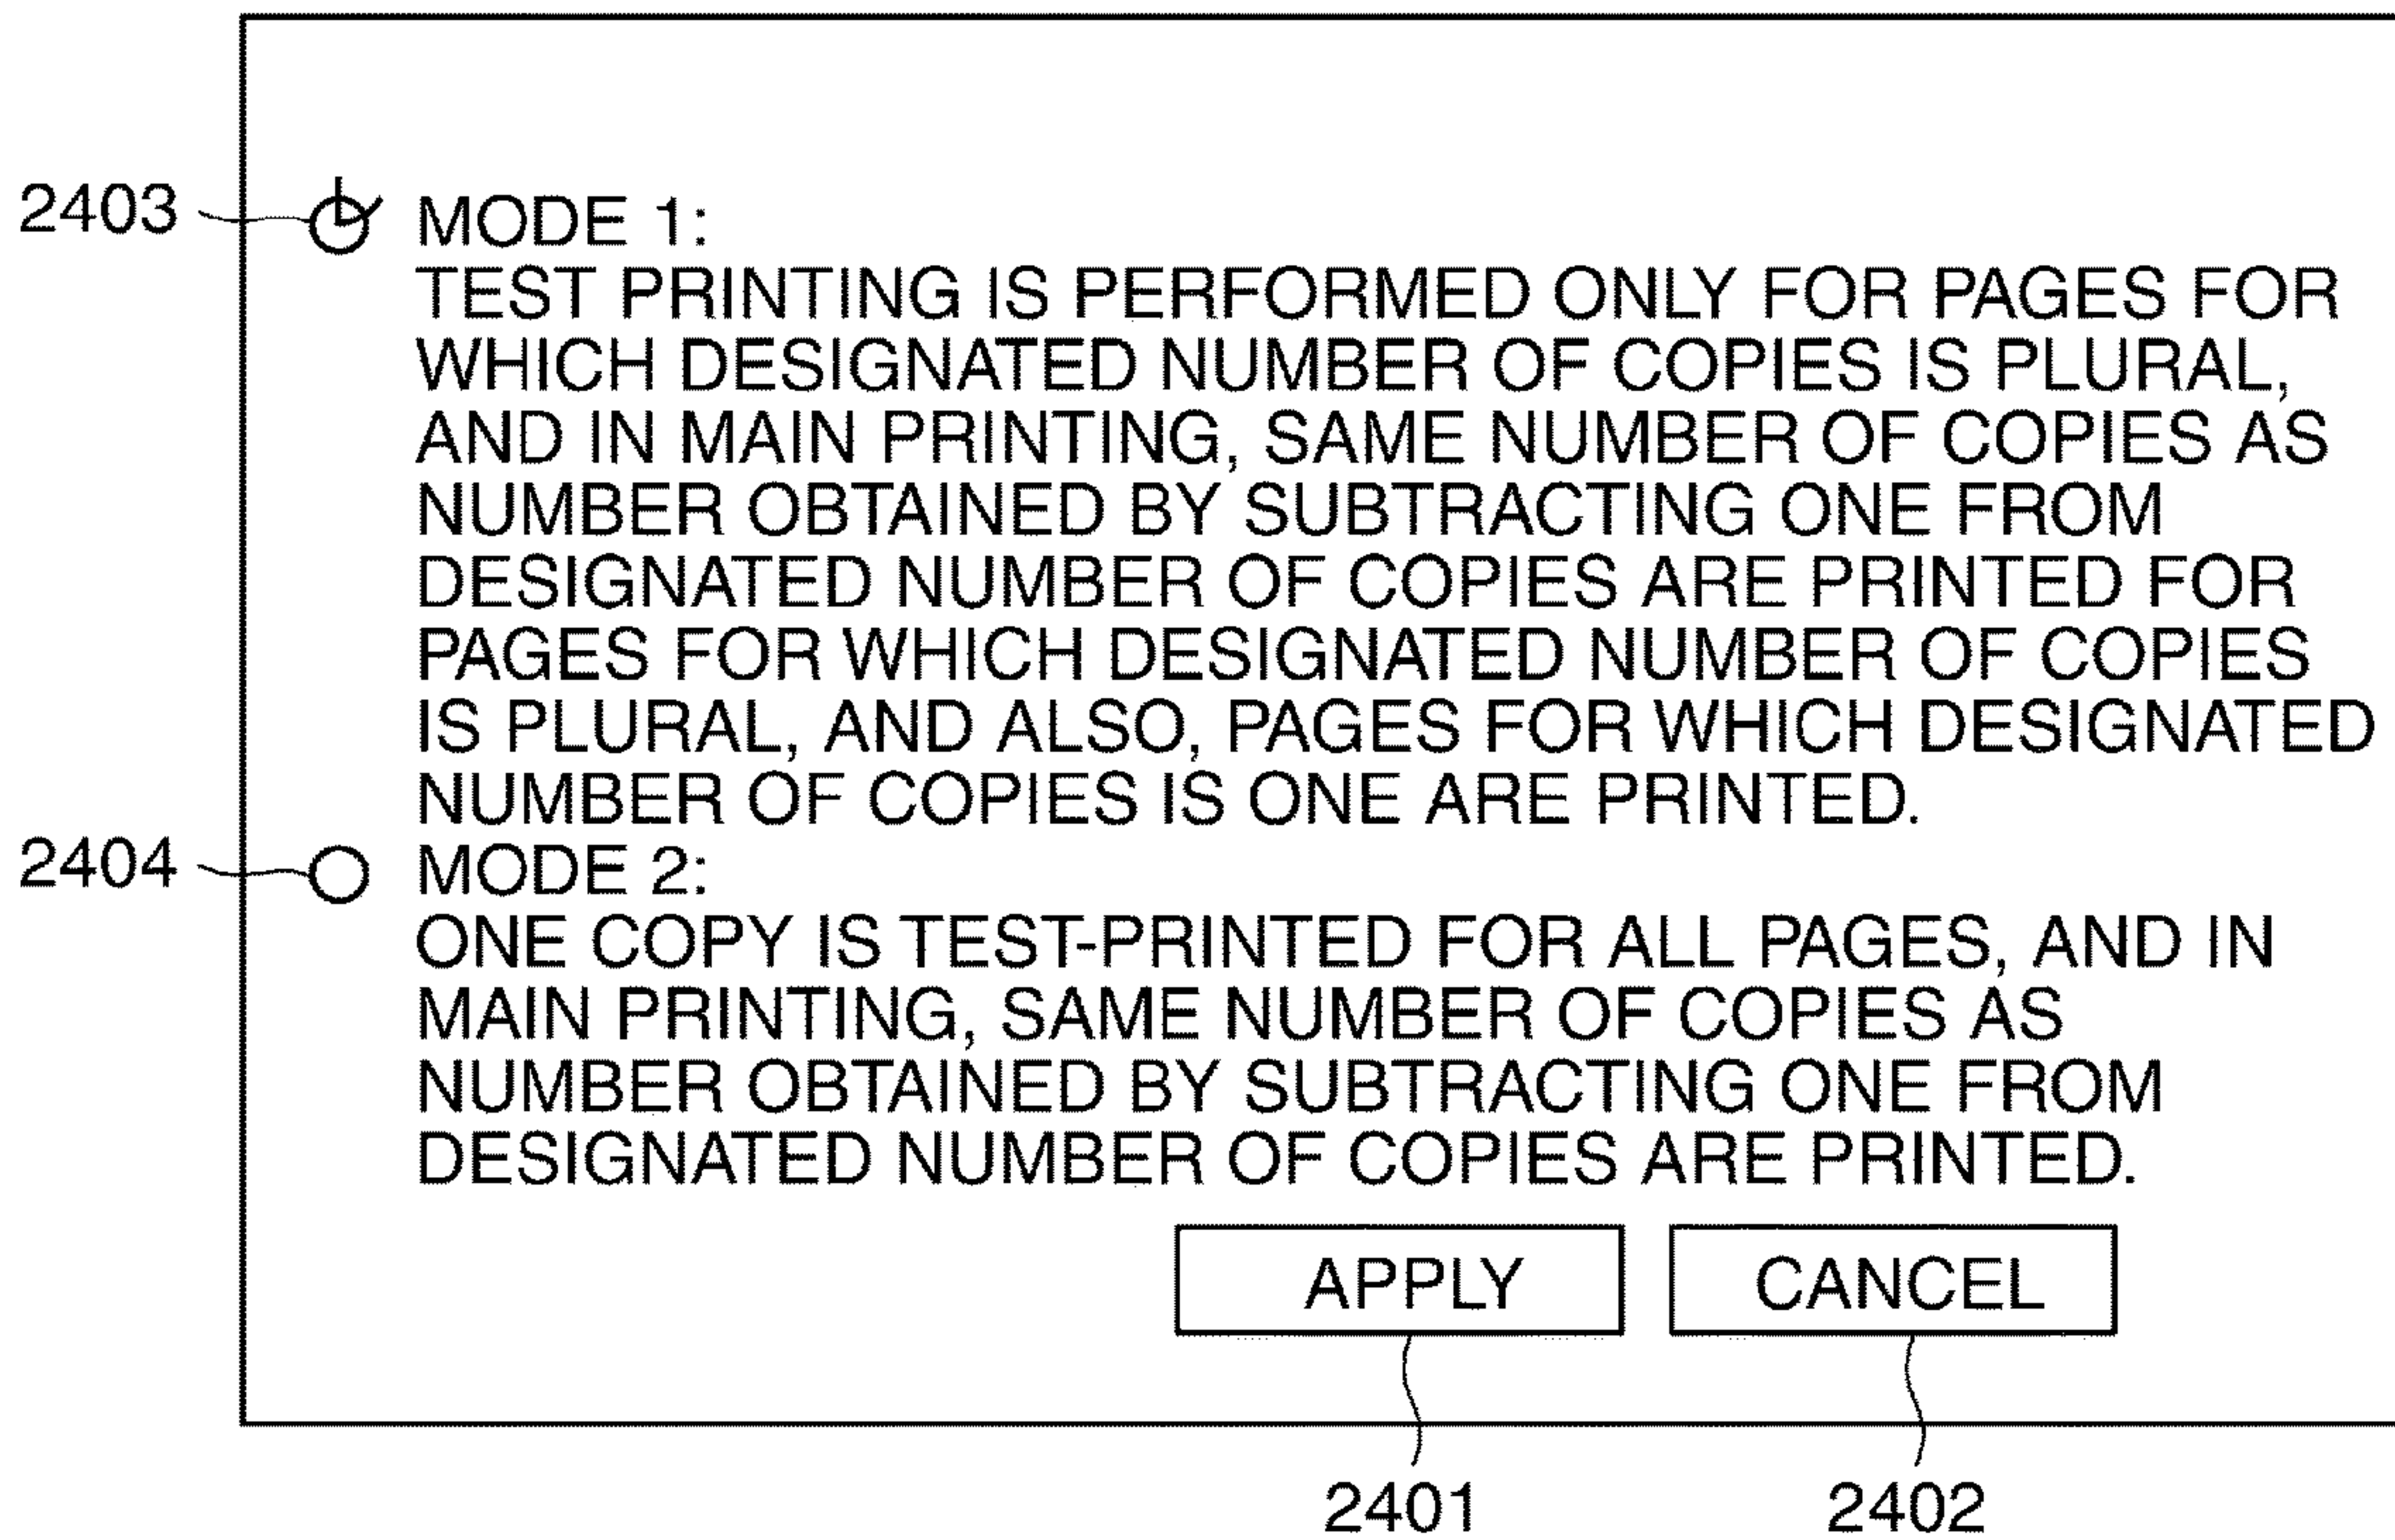 2403 MODE 1:
TEST PRINTING IS PERFORMED ONLY FOR PAGES FOR
WHICH DESIGNATED NUMBER OF COPIES IS PLURAL,
AND IN MAIN PRINTING, SAME NUMBER OF COPIES AS
NUMBER OBTAINED BY SUBTRACTING ONE FROM
DESIGNATED NUMBER OF COPIES ARE PRINTED FOR
PAGES FOR WHICH DESIGNATED NUMBER OF COPIES
IS PLURAL, AND ALSO, PAGES FOR WHICH DESIGNATED
NUMBER OF COPIES IS ONE ARE PRINTED.
2404 MODE 2:
ONE COPY IS TEST-PRINTED FOR ALL PAGES, AND IN
MAIN PRINTING, SAME NUMBER OF COPIES AS
NUMBER OBTAINED BY SUBTRACTING ONE FROM
DESIGNATED NUMBER OF COPIES ARE PRINTED.
APPLY CANCEL
2401 2402